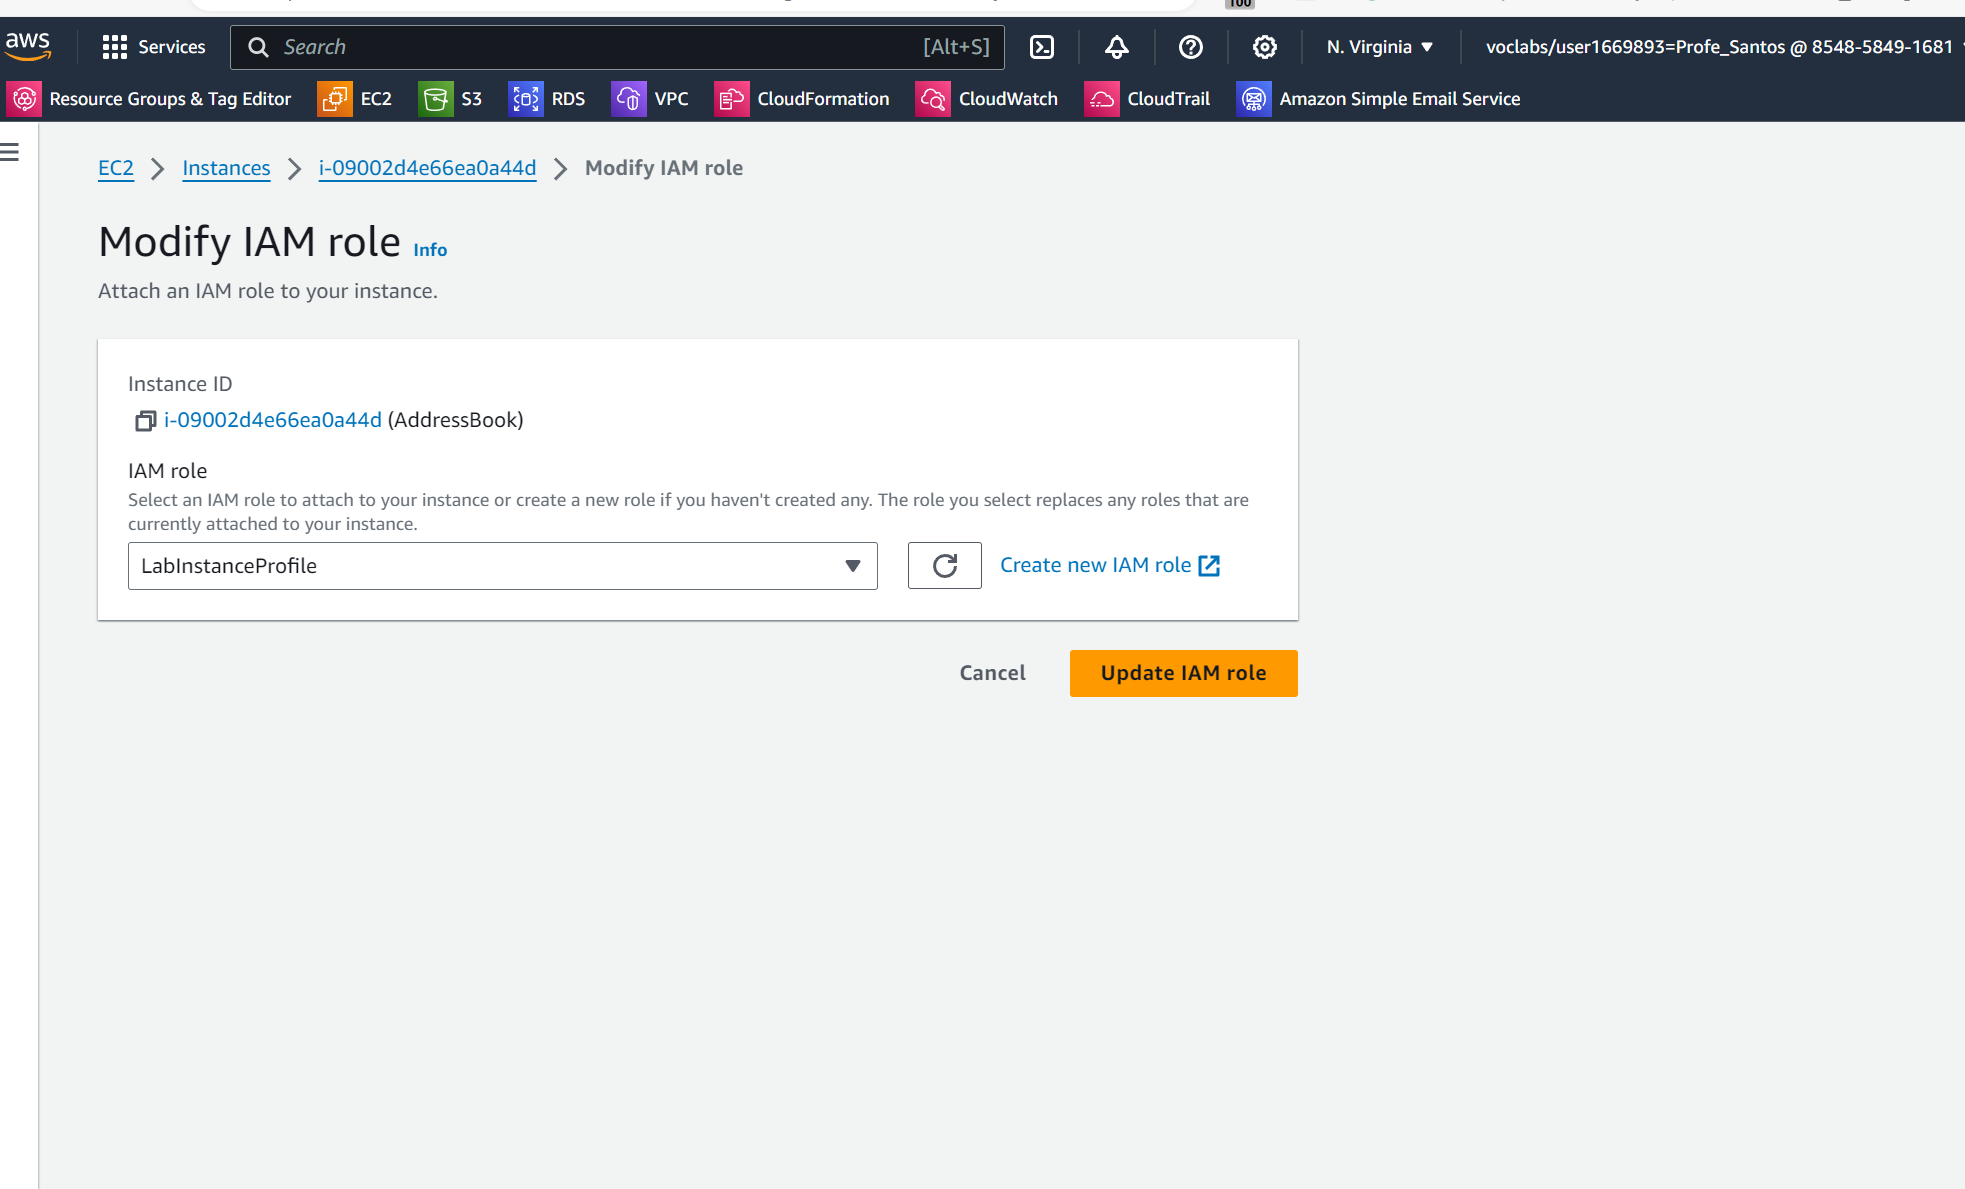 100
aws
Services
Search
[Alt+S]
N. Virginia
voclabs/user1669893=Profe_Santos @ 8548-5849-1681
Resource Groups & Tag Editor
EC2
S3
RDS
VPC
CloudFormation
CloudWatch
CloudTrail
Amazon Simple Email Service
EC2
Instances
i-09002d4e66ea0a44d
Modify IAM role
Modify IAM role Info
Attach an IAM role to your instance.
Instance ID
i-09002d4e66ea0a44d (AddressBook)
IAM role
Select an IAM role to attach to your instance or create a new role if you haven't created any. The role you select replaces any roles that are
currently attached to your instance.
LabInstanceProfile
Create new IAM role
Cancel
Update IAM role